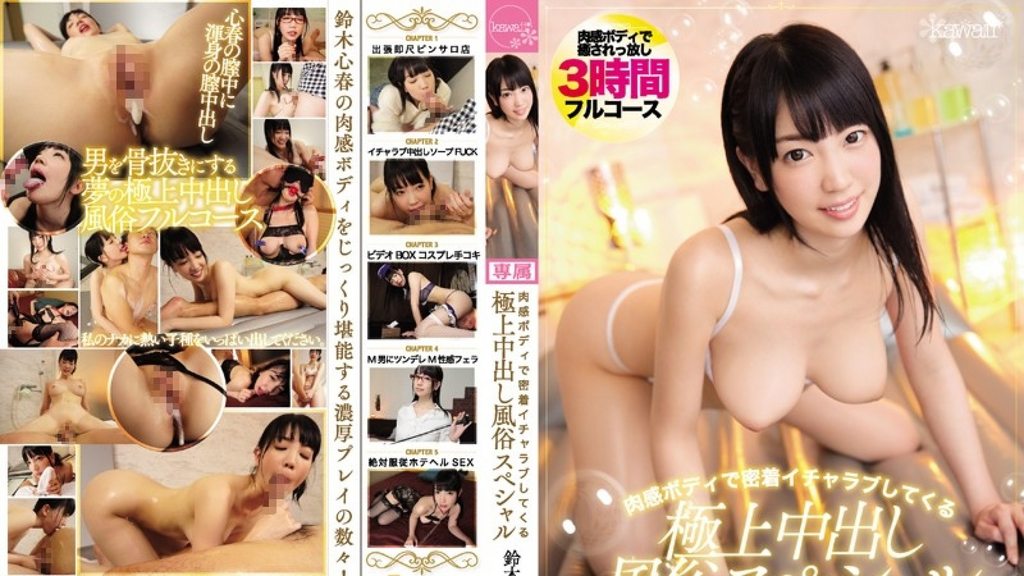 心春の膣中に
渾身の膣中出し
男を骨抜きにする
夢の極上中出し
風俗フルコース
私のナカに熱い子種をいっぱい出してください。
鈴木心春の肉感ボディをじっくり堪能する濃厚プレイの数々!
CHAPTER 1
出張即尺ピンサロ店
CHAPTER 2
イチャラブ中出しソープFUCK
CHAPTER 3
ビデオBOXコスプレ手コキ
CHAPTER 4
M男にツンデレM性感フェラ
CHAPTER 5
絶対服従ホテヘルSEX
kawaii
専属
肉感ボディで密着イチャラブしてくる
極上中出し風俗スペシャル
鈴木
肉感ボディで
癒されっ放し
3時間
フルコース
kawaii
肉感ボディで密着イチャラブしてくる
極上中出し
風俗スペシャル